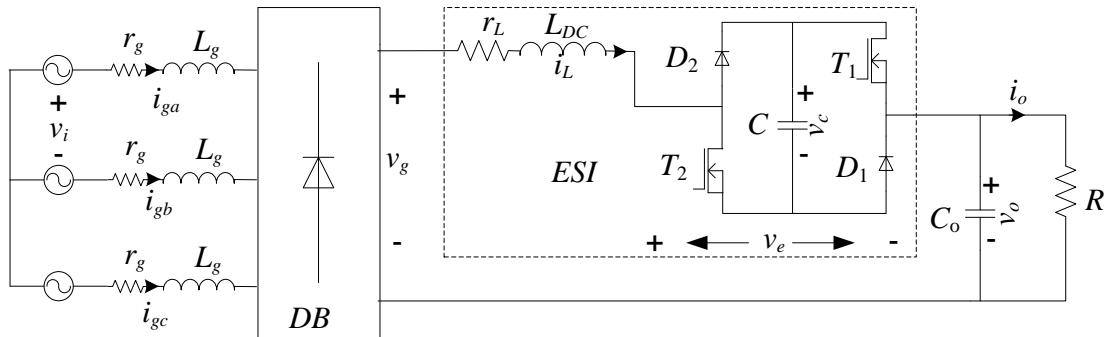 r_g L_g
i_ga
+
v_i
-
r_g L_g
i_gb
r_g L_g
i_gc
DB
+
v_g
-
r_L L_DC
i_L
ESI
D_2
T_2
C
+
v_c
-
T_1
D_1
+ v_e -
i_o
C_o
+
v_o
-
R